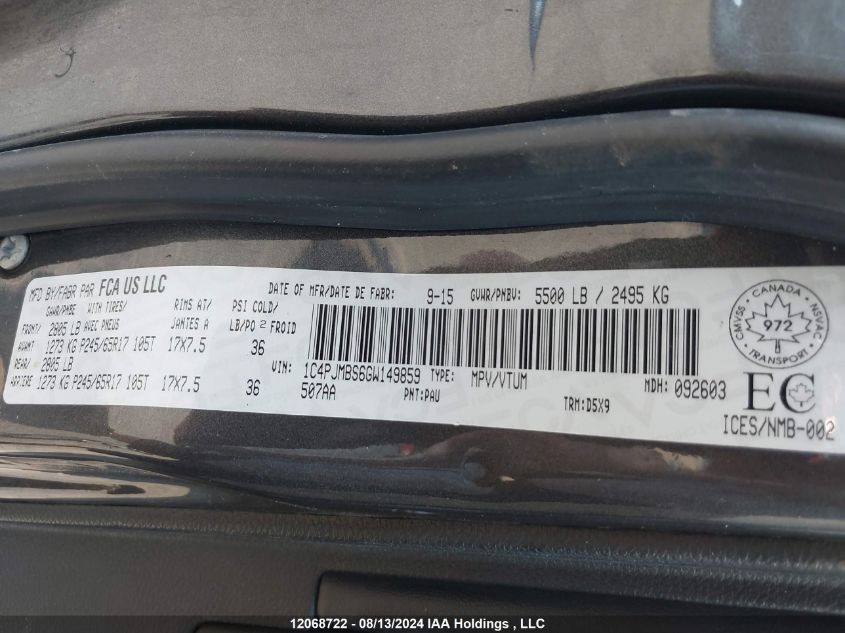 MFD BY/FABR PAR FCA US LLC
DATE OF MFR/DATE DE FABR: 9-15 GVWR/PNBV: 5500 LB / 2495 KG
GAWR/PNBE WITH TIRES/ RIMS AT/ PSI COLD/
FRONT/ 2805 LB AVEC PNEUS JANTES A LB/PO 2 FROID
AVANT 1273 KG P245/65R17 105T 17X7.5 36
REAR/ 2805 LB
ARRIERE 1273 KG P245/65R17 105T 17X7.5 36
VIN: 1C4PJMBS6GW149859 TYPE: MPV/VTUM MDH: 092603
507AA PNT:PAU TRM:D5X9
CANADA
CMVSS 972 NSVAC
TRANSPORT
EC
ICES/NMB-002
12068722 - 08/13/2024 IAA Holdings , LLC